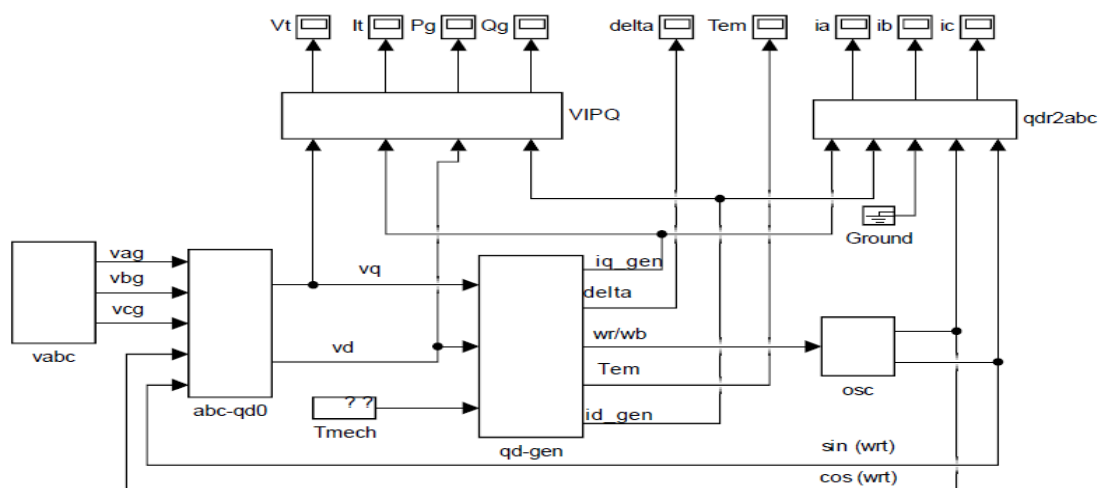 Vt It Pg Qg delta Tem ia ib ic
VIPQ
qdr2abc
Ground
vag
vbg
vcg
vabc
vq
vd
abc-qd0
? ?
Tmech
iq_gen
delta
wr/wb
Tem
id_gen
qd-gen
osc
sin (wrt)
cos (wrt)